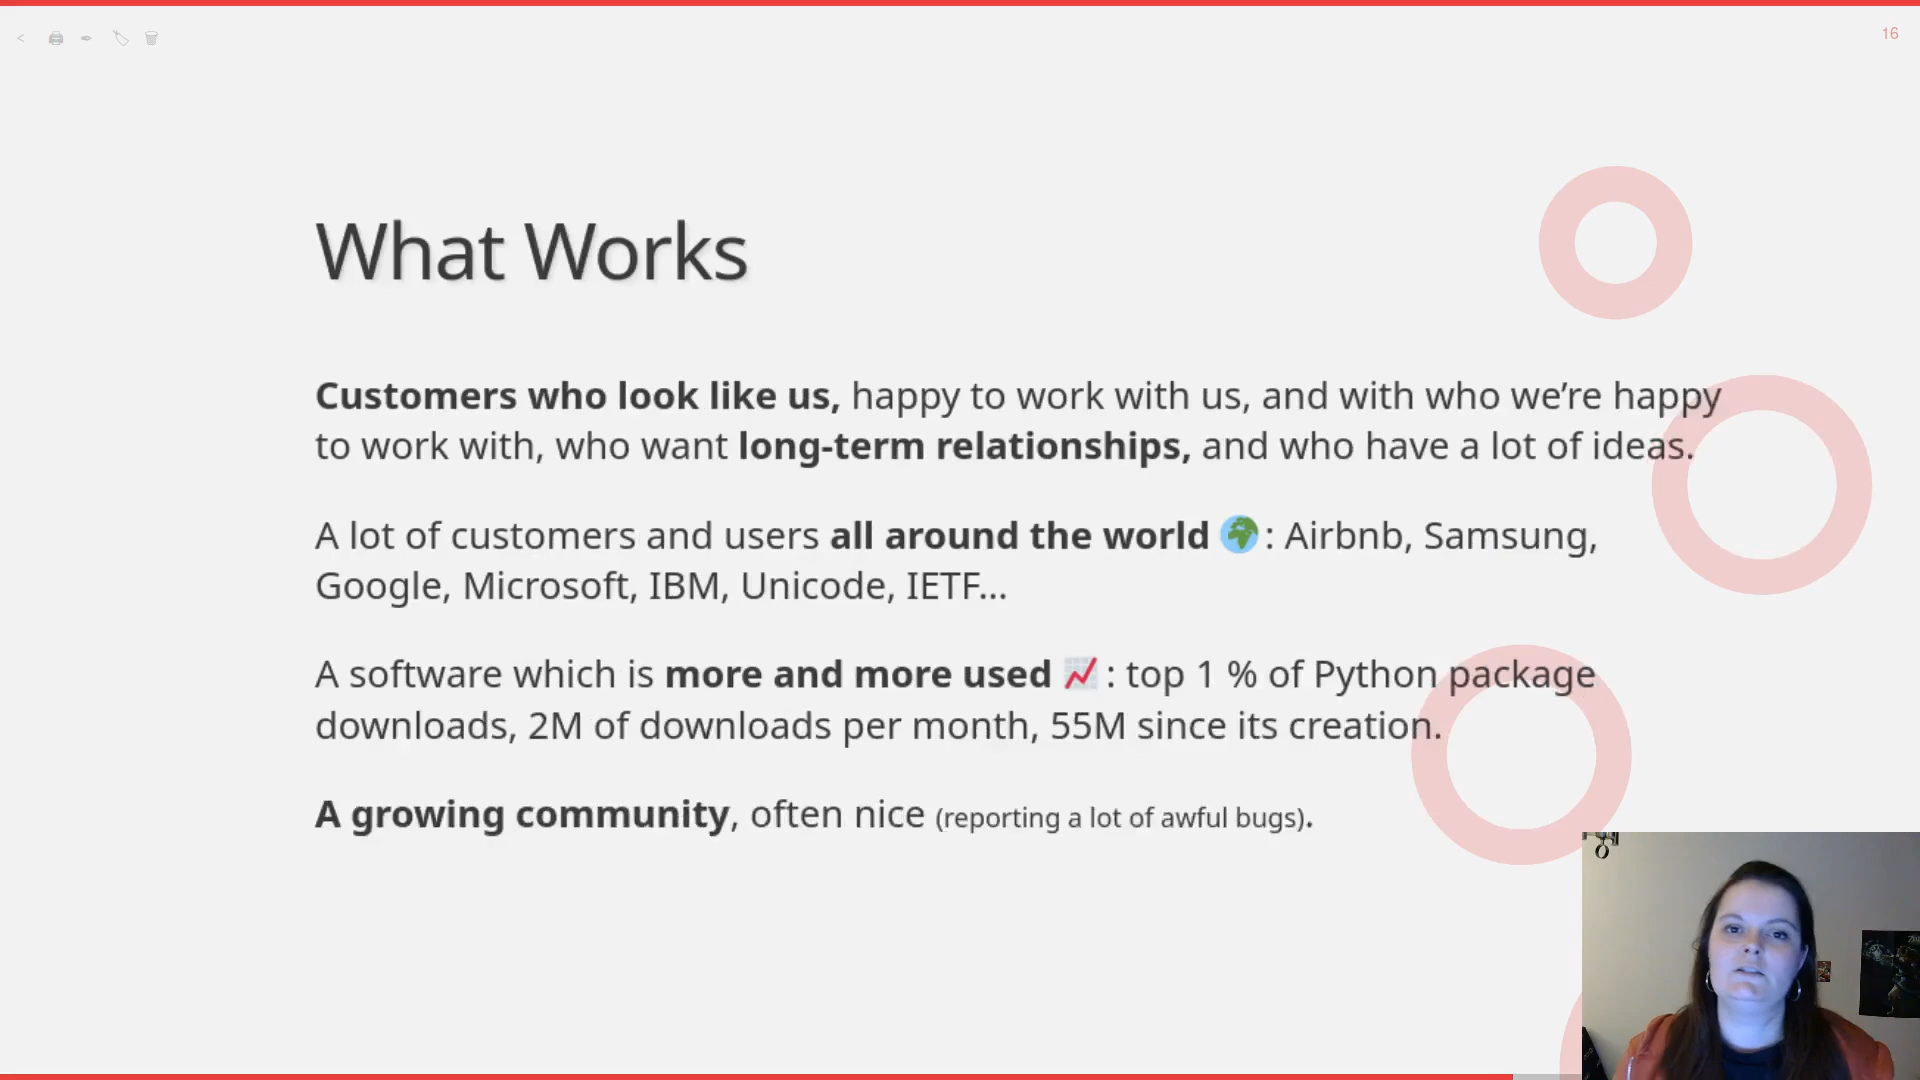 16
What Works
Customers who look like us, happy to work with us, and with who we’re happy
to work with, who want long-term relationships, and who have a lot of ideas.
A lot of customers and users all around the world 🌍 : Airbnb, Samsung,
Google, Microsoft, IBM, Unicode, IETF…
A software which is more and more used 📈 : top 1 % of Python package
downloads, 2M of downloads per month, 55M since its creation.
A growing community, often nice (reporting a lot of awful bugs).